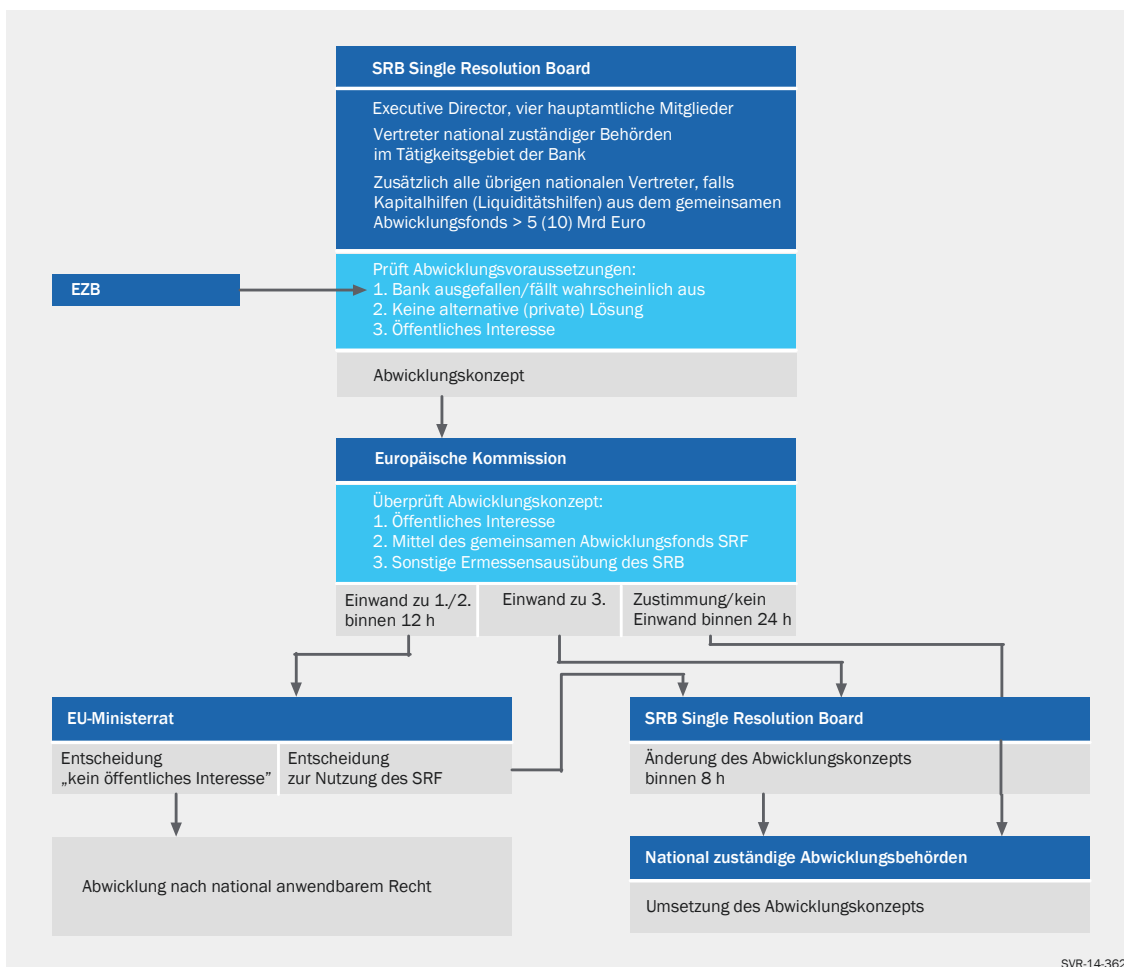 SRB Single Resolution Board
Executive Director, vier hauptamtliche Mitglieder
Vertreter national zuständiger Behörden
im Tätigkeitsgebiet der Bank
Zusätzlich alle übrigen nationalen Vertreter, falls
Kapitalhilfen (Liquiditätshilfen) aus dem gemeinsamen
Abwicklungsfonds > 5 (10) Mrd Euro
EZB
Prüft Abwicklungsvoraussetzungen:
1. Bank ausgefallen/fällt wahrscheinlich aus
2. Keine alternative (private) Lösung
3. Öffentliches Interesse
Abwicklungskonzept
Europäische Kommission
Überprüft Abwicklungskonzept:
1. Öffentliches Interesse
2. Mittel des gemeinsamen Abwicklungsfonds SRF
3. Sonstige Ermessensausübung des SRB
Einwand zu 1./2.
binnen 12 h
Einwand zu 3.
Zustimmung/kein
Einwand binnen 24 h
EU-Ministerrat
Entscheidung
„kein öffentliches Interesse”
Entscheidung
zur Nutzung des SRF
SRB Single Resolution Board
Änderung des Abwicklungskonzepts
binnen 8 h
Abwicklung nach national anwendbarem Recht
National zuständige Abwicklungsbehörden
Umsetzung des Abwicklungskonzepts
SVR-14-362